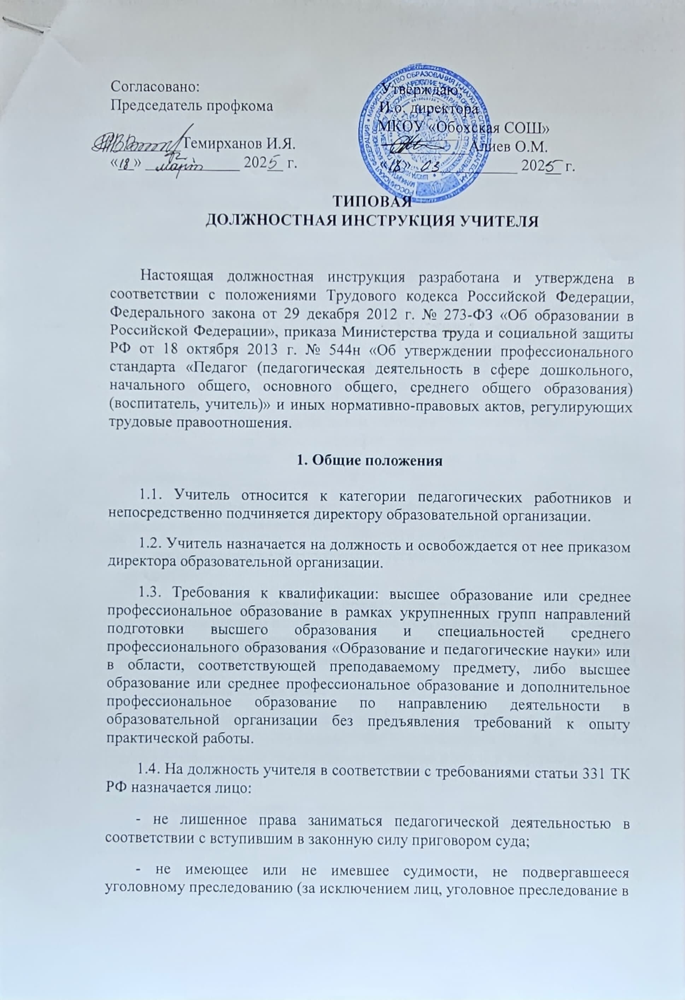 Согласовано:
Председатель профкома
Темирханов И.Я.
«18» март 2025 г.
Утверждаю:
И.о. директора
МКОУ «Обохская СОШ»
Алиев О.М.
«18» 03 2025 г.
ТИПОВАЯ
ДОЛЖНОСТНАЯ ИНСТРУКЦИЯ УЧИТЕЛЯ
Настоящая должностная инструкция разработана и утверждена в
соответствии с положениями Трудового кодекса Российской Федерации,
Федерального закона от 29 декабря 2012 г. № 273-ФЗ «Об образовании в
Российской Федерации», приказа Министерства труда и социальной защиты
РФ от 18 октября 2013 г. № 544н «Об утверждении профессионального
стандарта «Педагог (педагогическая деятельность в сфере дошкольного,
начального общего, основного общего, среднего общего образования)
(воспитатель, учитель)» и иных нормативно-правовых актов, регулирующих
трудовые правоотношения.
1. Общие положения
1.1. Учитель относится к категории педагогических работников и
непосредственно подчиняется директору образовательной организации.
1.2. Учитель назначается на должность и освобождается от нее приказом
директора образовательной организации.
1.3. Требования к квалификации: высшее образование или среднее
профессиональное образование в рамках укрупненных групп направлений
подготовки высшего образования и специальностей среднего
профессионального образования «Образование и педагогические науки» или
в области, соответствующей преподаваемому предмету, либо высшее
образование или среднее профессиональное образование и дополнительное
профессиональное образование по направлению деятельности в
образовательной организации без предъявления требований к опыту
практической работы.
1.4. На должность учителя в соответствии с требованиями статьи 331 ТК
РФ назначается лицо:
- не лишенное права заниматься педагогической деятельностью в
соответствии с вступившим в законную силу приговором суда;
- не имеющее или не имевшее судимости, не подвергавшееся
уголовному преследованию (за исключением лиц, уголовное преследование в